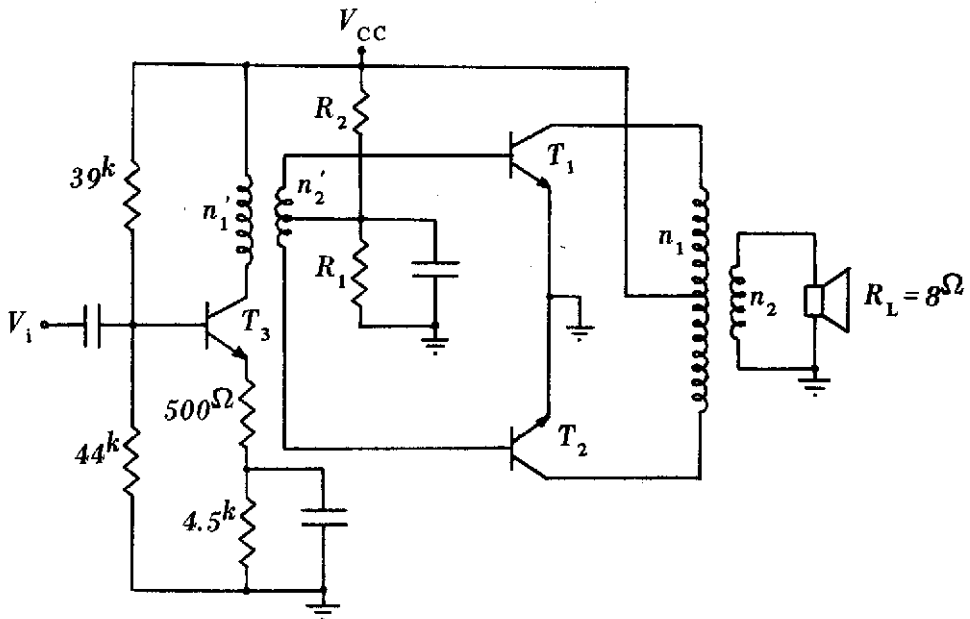 V_CC
R_2
39^k
n_1'
n_2'
T_1
n_1
R_1
n_2
R_L = 8^Ω
V_i
T_3
500^Ω
44^k
T_2
4.5^k